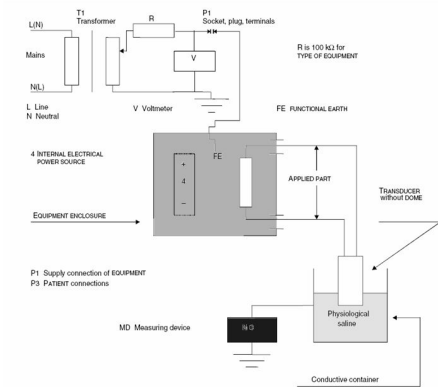 T1
Transformer
R
P1
Socket, plug, terminals
L(N)
Mains
V
R is 100 kΩ for
TYPE OF EQUIPMENT
N(L)
L Line
N Neutral
V Voltmeter
FE FUNCTIONAL EARTH
FE
4 INTERNAL ELECTRICAL
POWER SOURCE
+
4
–
APPLIED PART
TRANSDUCER
without DOME
EQUIPMENT ENCLOSURE
P1 Supply connection of EQUIPMENT
P3 PATIENT connections
Physiological
saline
MD Measuring device
Conductive container